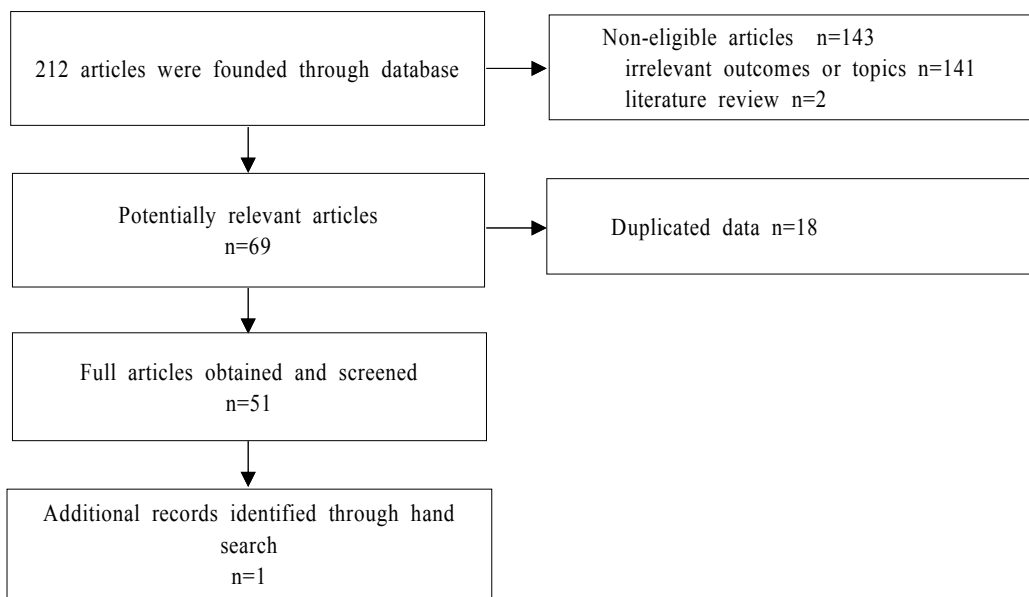 212 articles were founded through database
Non-eligible articles n=143
irrelevant outcomes or topics n=141
literature review n=2
Potentially relevant articles
n=69
Duplicated data n=18
Full articles obtained and screened
n=51
Additional records identified through hand
search
n=1